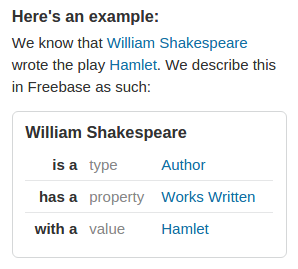 Here's an example:
We know that William Shakespeare
wrote the play Hamlet. We describe this
in Freebase as such:
William Shakespeare
is a type Author
has a property Works Written
with a value Hamlet